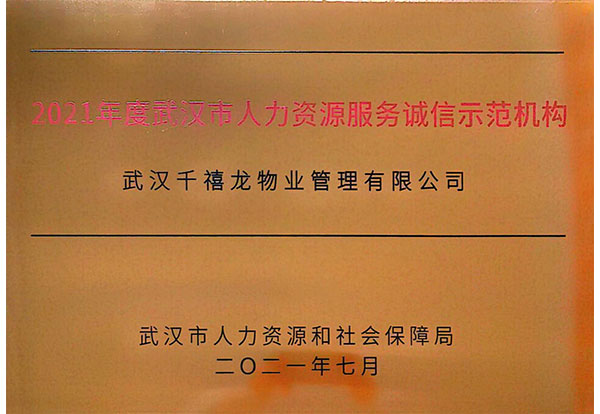 2021年度武汉市人力资源服务诚信示范机构
武汉千禧龙物业管理有限公司
武汉市人力资源和社会保障局
二〇二一年七月